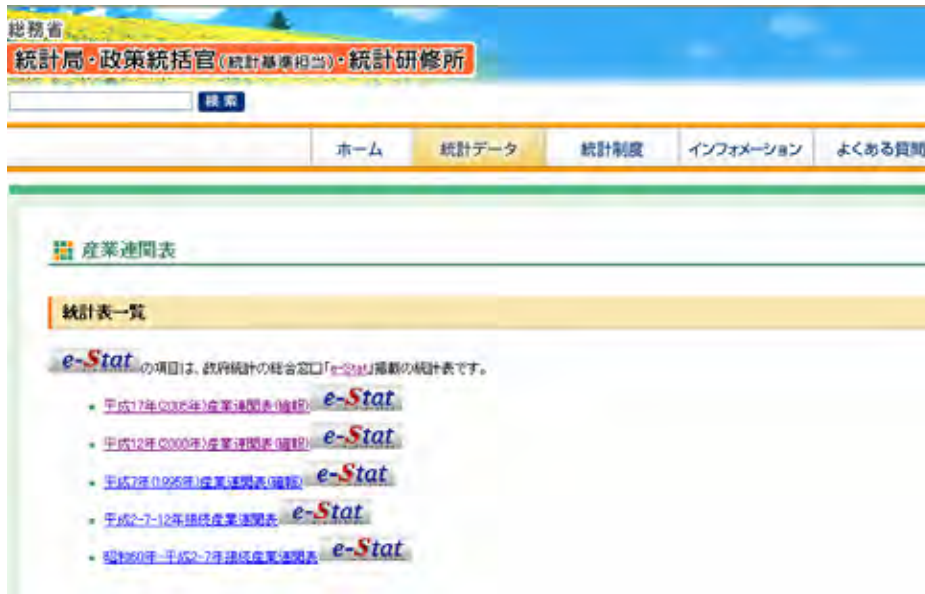 総務省
統計局・政策統括官(統計基準担当)・統計研修所
検索
ホーム 統計データ 統計制度 インフォメーション よくある質問
産業連関表
統計表一覧
e-Stat の項目は、政府統計の総合窓口「e-Stat」掲載の統計表です。
平成17年(2005年)産業連関表(確報) e-Stat
平成12年(2000年)産業連関表(確報) e-Stat
平成7年(1995年)産業連関表(確報) e-Stat
平成2-7-12年接続産業連関表 e-Stat
昭和60年-平成2-7年接続産業連関表 e-Stat